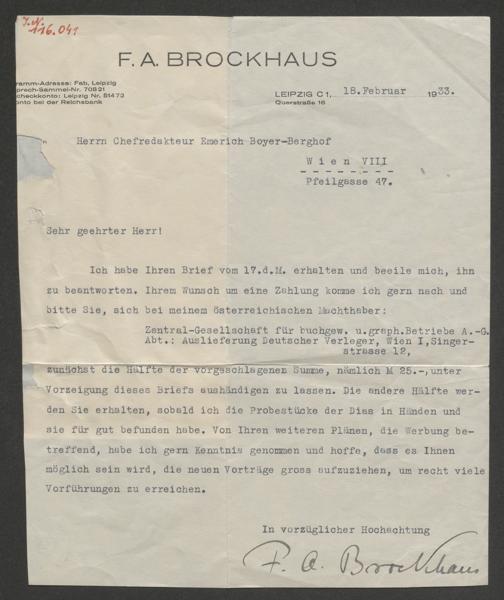 J.N.
116.041
F. A. BROCKHAUS
ramm-Adresse: Fab, Leipzig
prech-Sammel-Nr. 70821
checkkonto: Leipzig Nr. 51473
onto bei der Reichsbank
LEIPZIG C 1, 18.Februar 1933.
Querstraße 16
Herrn Chefredakteur Emerich Boyer-Berghof
Wien VIII
Pfeilgasse 47.
Sehr geehrter Herr!
Ich habe Ihren Brief vom 17.d.M. erhalten und beeile mich, ihn
zu beantworten. Ihrem Wunsch um eine Zahlung komme ich gern nach und
bitte Sie, sich bei meinem österreichischen Machthaber:
Zentral-Gesellschaft für buchgew. u.graph.Betriebe A.-G.
Abt.: Auslieferung Deutscher Verleger, Wien I,Singer-
strasse 12,
zunächst die Hälfte der vorgeschlagenen Summe, nämlich M 25.-,unter
Vorzeigung dieses Briefs aushändigen zu lassen. Die andere Hälfte wer-
den Sie erhalten, sobald ich die Probestücke der Dias in Händen und
sie für gut befunden habe. Von Ihren weiteren Plänen, die Werbung be-
treffend, habe ich gern Kenntnis genommen und hoffe, dass es Ihnen
möglich sein wird, die neuen Vorträge gross aufzuziehen, um recht viele
Vorführungen zu erreichen.
In vorzüglicher Hochachtung
F. A. Brockhaus